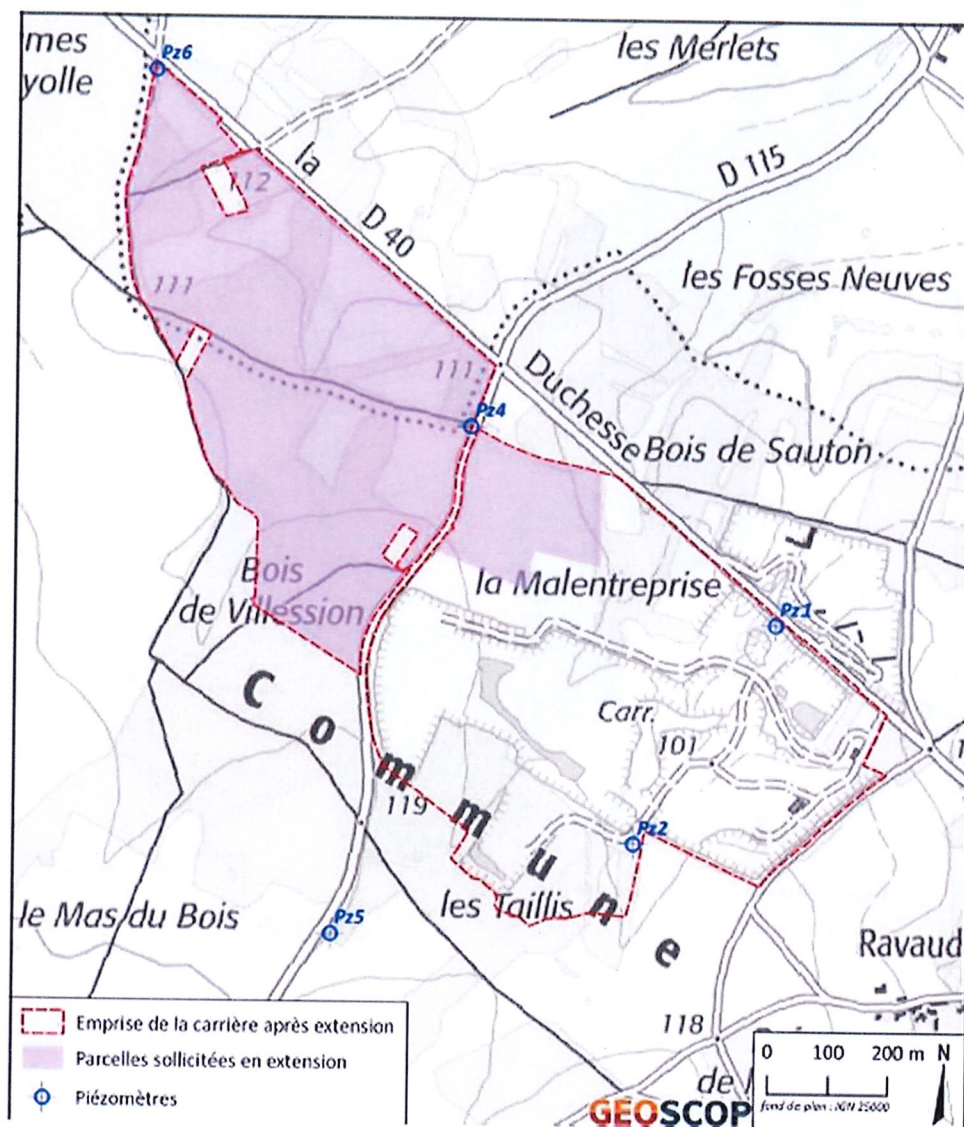 mes
yolle
Pz6
les Merlets
la
D 115
112
D 40
les Fosses Neuves
111
111
Duchesse
Pz4
Bois de Sauton
Bois
de Villession
la Malentreprise
Pz1
Carr.
101
Commune
119
Pz2
les Taillis
le Mas du Bois
Pz5
Ravaud
118
Emprise de la carrière après extension
Parcelles sollicitées en extension
Piézomètres
0 100 200 m N
fond de plan : IGN 25000
GEOSCOP